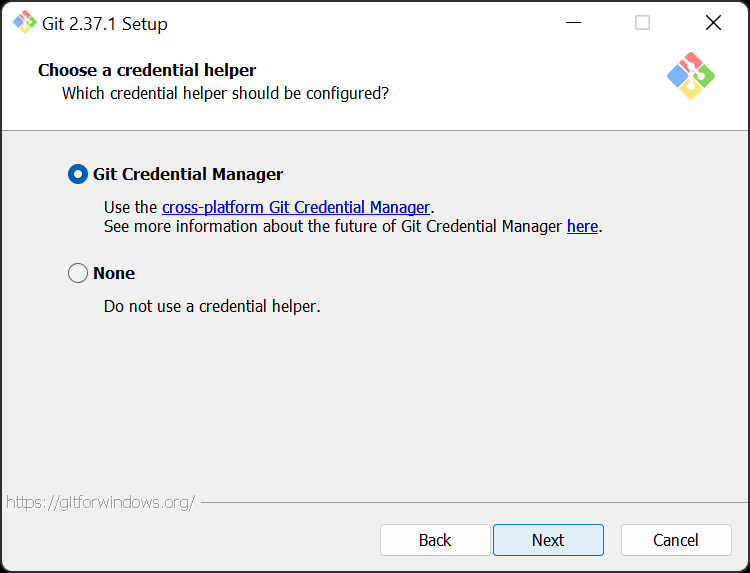 Git 2.37.1 Setup
Choose a credential helper
Which credential helper should be configured?
Git Credential Manager
Use the cross-platform Git Credential Manager.
See more information about the future of Git Credential Manager here.
None
Do not use a credential helper.
https://gitforwindows.org/
Back Next Cancel